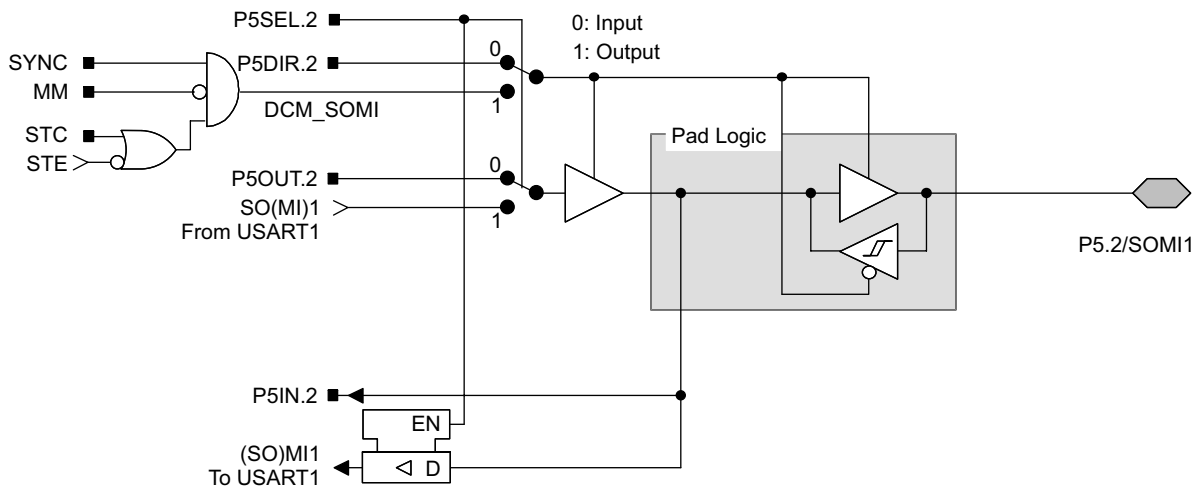 P5SEL.2
0: Input
1: Output
SYNC
P5DIR.2
0
MM
1
DCM_SOMI
STC
STE
Pad Logic
P5OUT.2
0
SO(MI)1
1
From USART1
P5.2/SOMI1
P5IN.2
EN
(SO)MI1
D
To USART1